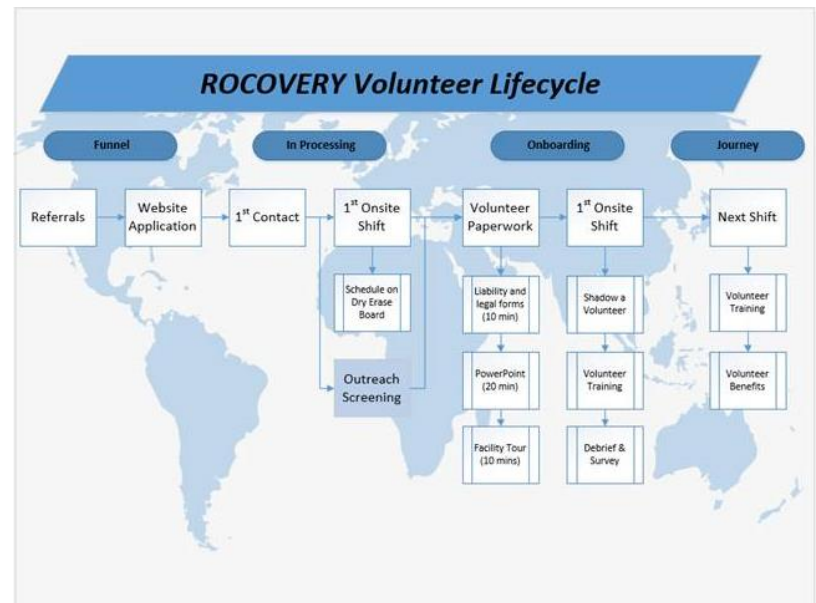 ROCOVERY Volunteer Lifecycle
Funnel
In Processing
Onboarding
Journey
Referrals
Website
Application
1st Contact
1st Onsite
Shift
Volunteer
Paperwork
1st Onsite
Shift
Next Shift
Schedule on
Dry Erase
Board
Liability and
legal forms
(10 min)
Shadow a
Volunteer
Volunteer
Training
Outreach
Screening
PowerPoint
(20 min)
Volunteer
Training
Volunteer
Benefits
Facility Tour
(10 mins)
Debrief &
Survey